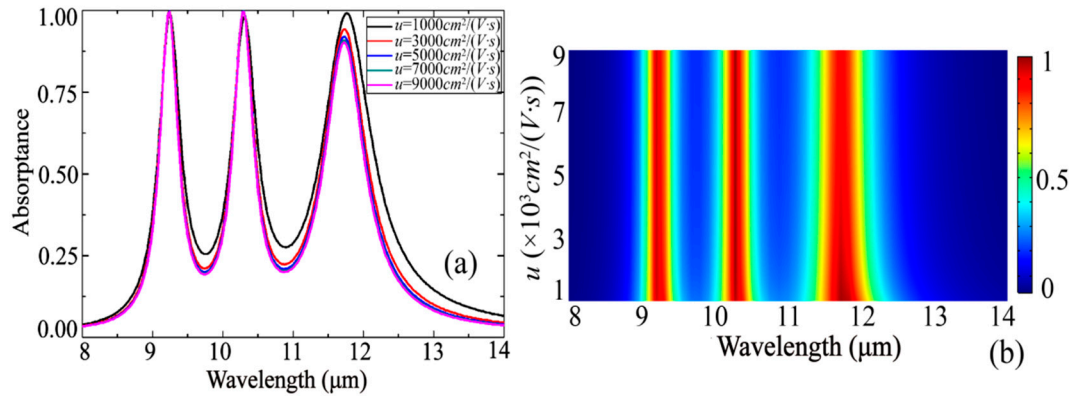 1.00
0.75
0.50
0.25
0.00
Absorptance
u=1000cm²/(V·s)
u=3000cm²/(V·s)
u=5000cm²/(V·s)
u=7000cm²/(V·s)
u=9000cm²/(V·s)
(a)
8 9 10 11 12 13 14
Wavelength (μm)
u (×10³cm²/(V·s)
9
7
5
3
1
8 9 10 11 12 13 14
Wavelength (μm)
1
0.5
0
(b)